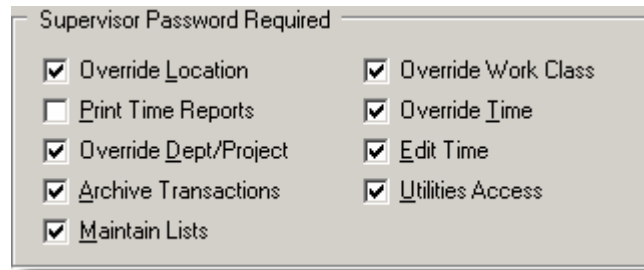 Supervisor Password Required
Override Location
Print Time Reports
Override Dept/Project
Archive Transactions
Maintain Lists
Override Work Class
Override Time
Edit Time
Utilities Access